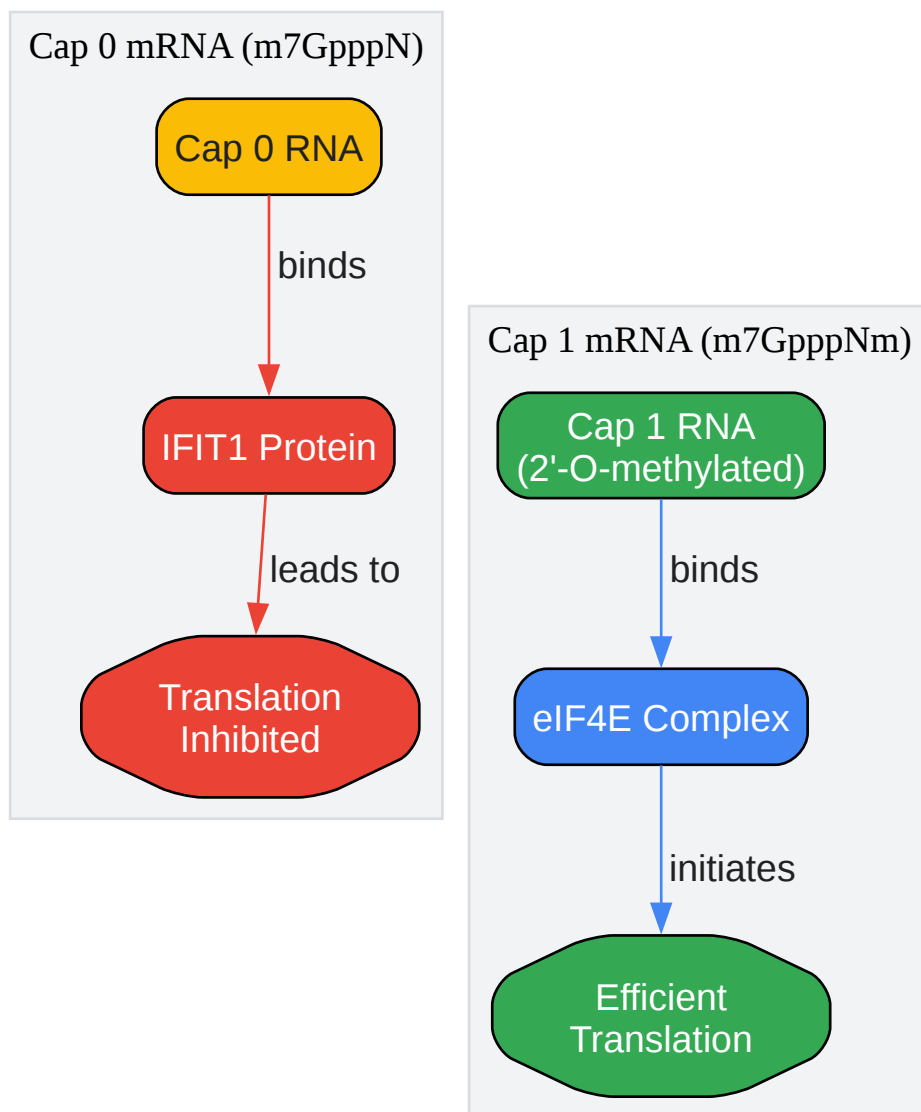 Cap 0 mRNA (m7GpppN)
Cap 0 RNA
binds
IFIT1 Protein
leads to
Translation
Inhibited
Cap 1 mRNA (m7GpppNm)
Cap 1 RNA
(2'-O-methylated)
binds
eIF4E Complex
initiates
Efficient
Translation